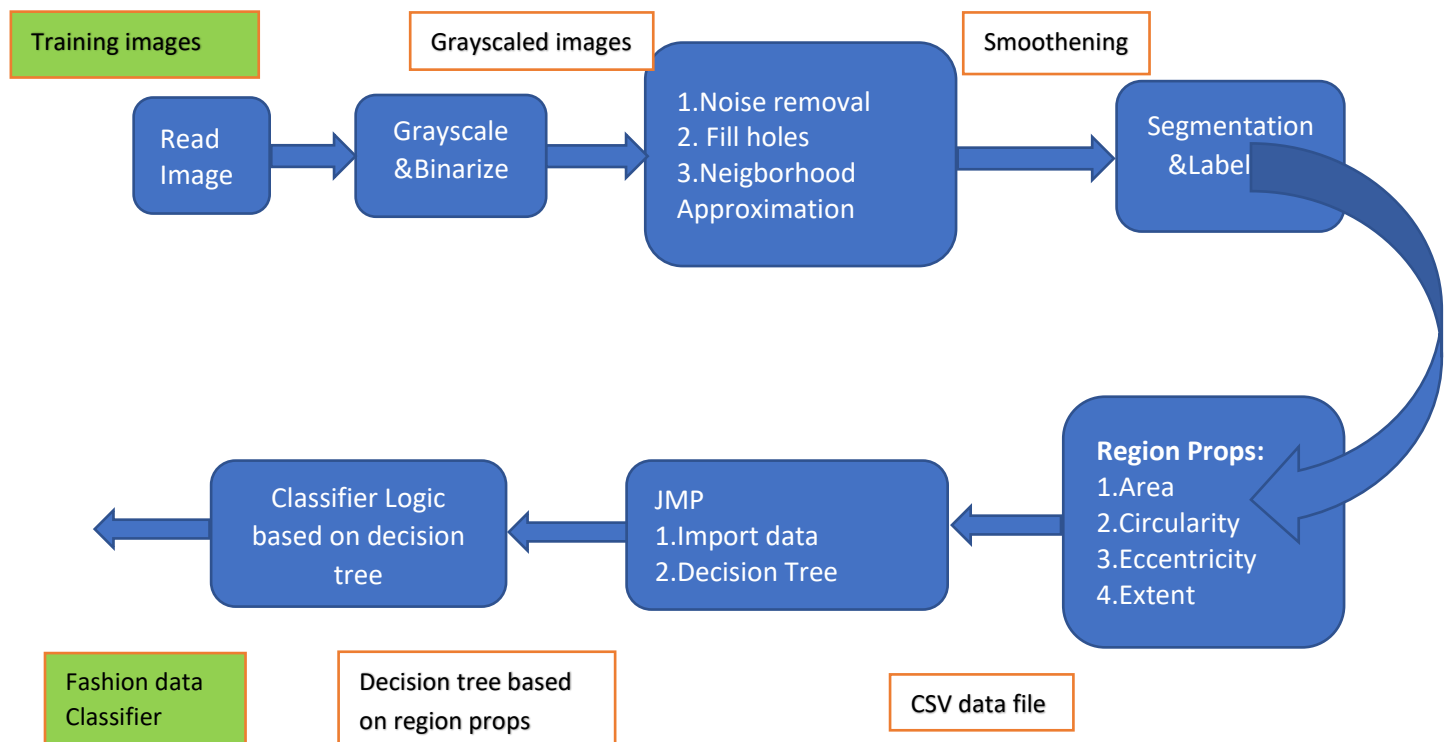 Training images
Grayscaled images
Smoothening
Read
Image
Grayscale
&Binarize
1.Noise removal
2. Fill holes
3.Neigborhood
Approximation
Segmentation
&Label
Region Props:
1.Area
2.Circularity
3.Eccentricity
4.Extent
JMP
1.Import data
2.Decision Tree
Classifier Logic
based on decision
tree
Fashion data
Classifier
Decision tree based
on region props
CSV data file